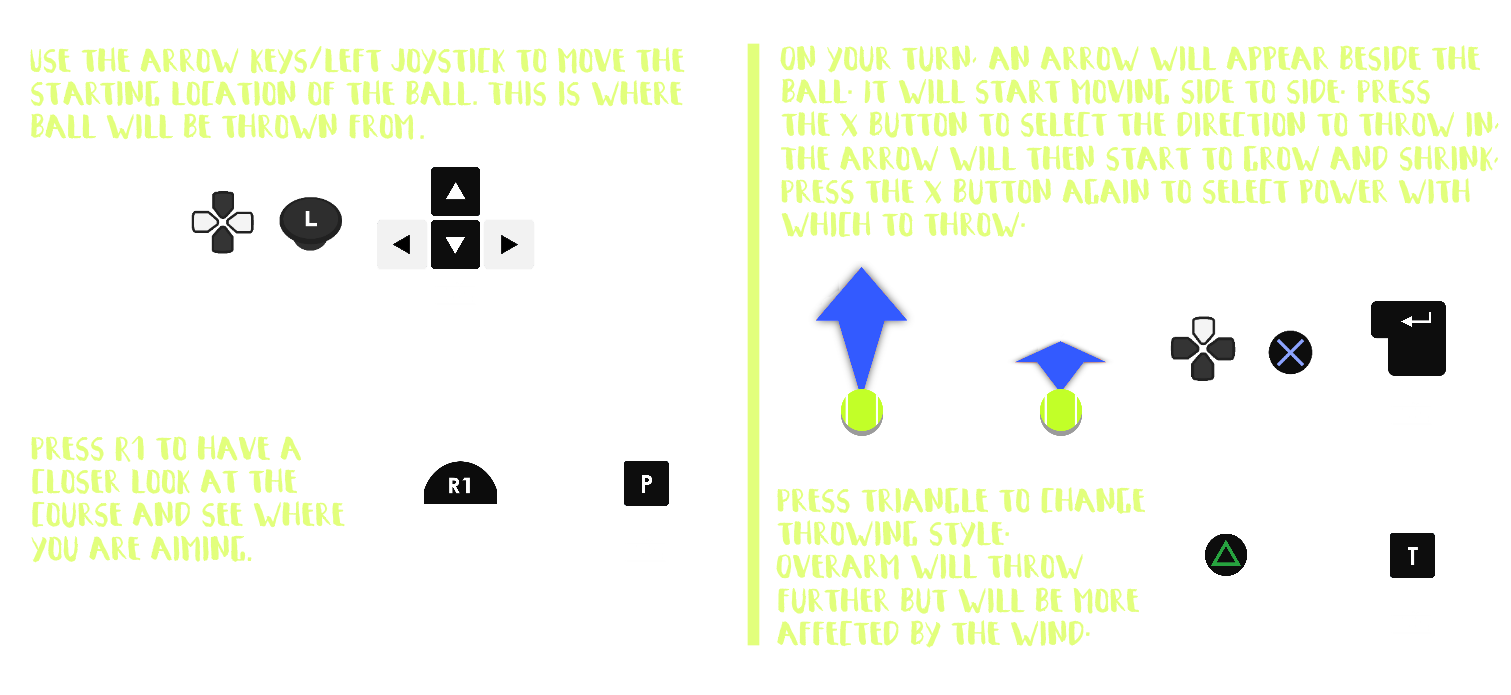 USE THE ARROW KEYS/LEFT JOYSTICK TO MOVE THE
STARTING LOCATION OF THE BALL. THIS IS WHERE
BALL WILL BE THROWN FROM.
L
PRESS R1 TO HAVE A
CLOSER LOOK AT THE
COURSE AND SEE WHERE
YOU ARE AIMING.
R1
P
ON YOUR TURN, AN ARROW WILL APPEAR BESIDE THE
BALL. IT WILL START MOVING SIDE TO SIDE. PRESS
THE X BUTTON TO SELECT THE DIRECTION TO THROW IN.
THE ARROW WILL THEN START TO GROW AND SHRINK.
PRESS THE X BUTTON AGAIN TO SELECT POWER WITH
WHICH TO THROW.
PRESS TRIANGLE TO CHANGE
THROWING STYLE.
OVERARM WILL THROW
FURTHER BUT WILL BE MORE
AFFECTED BY THE WIND.
T